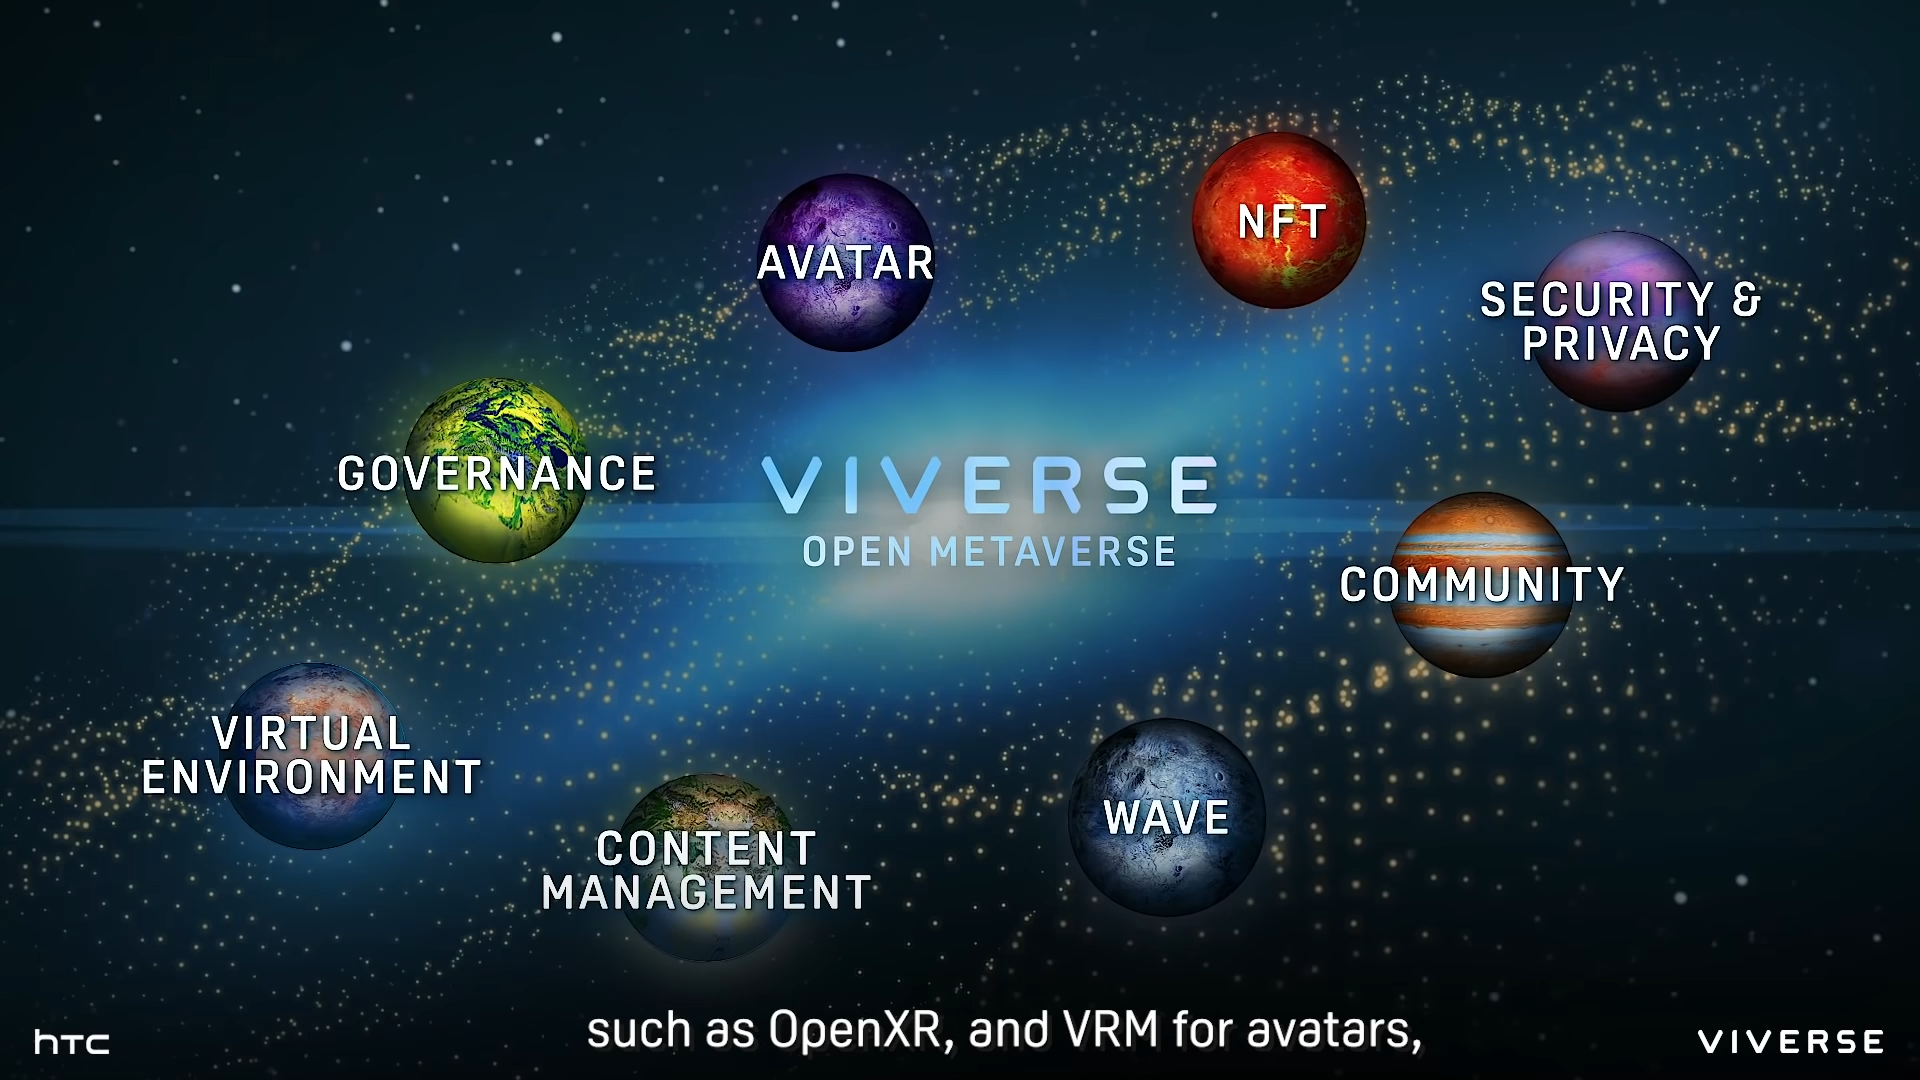 NFT
AVATAR
SECURITY &
PRIVACY
GOVERNANCE
VIVERSE
OPEN METAVERSE
COMMUNITY
VIRTUAL
ENVIRONMENT
WAVE
CONTENT
MANAGEMENT
such as OpenXR, and VRM for avatars,
hTC
VIVERSE